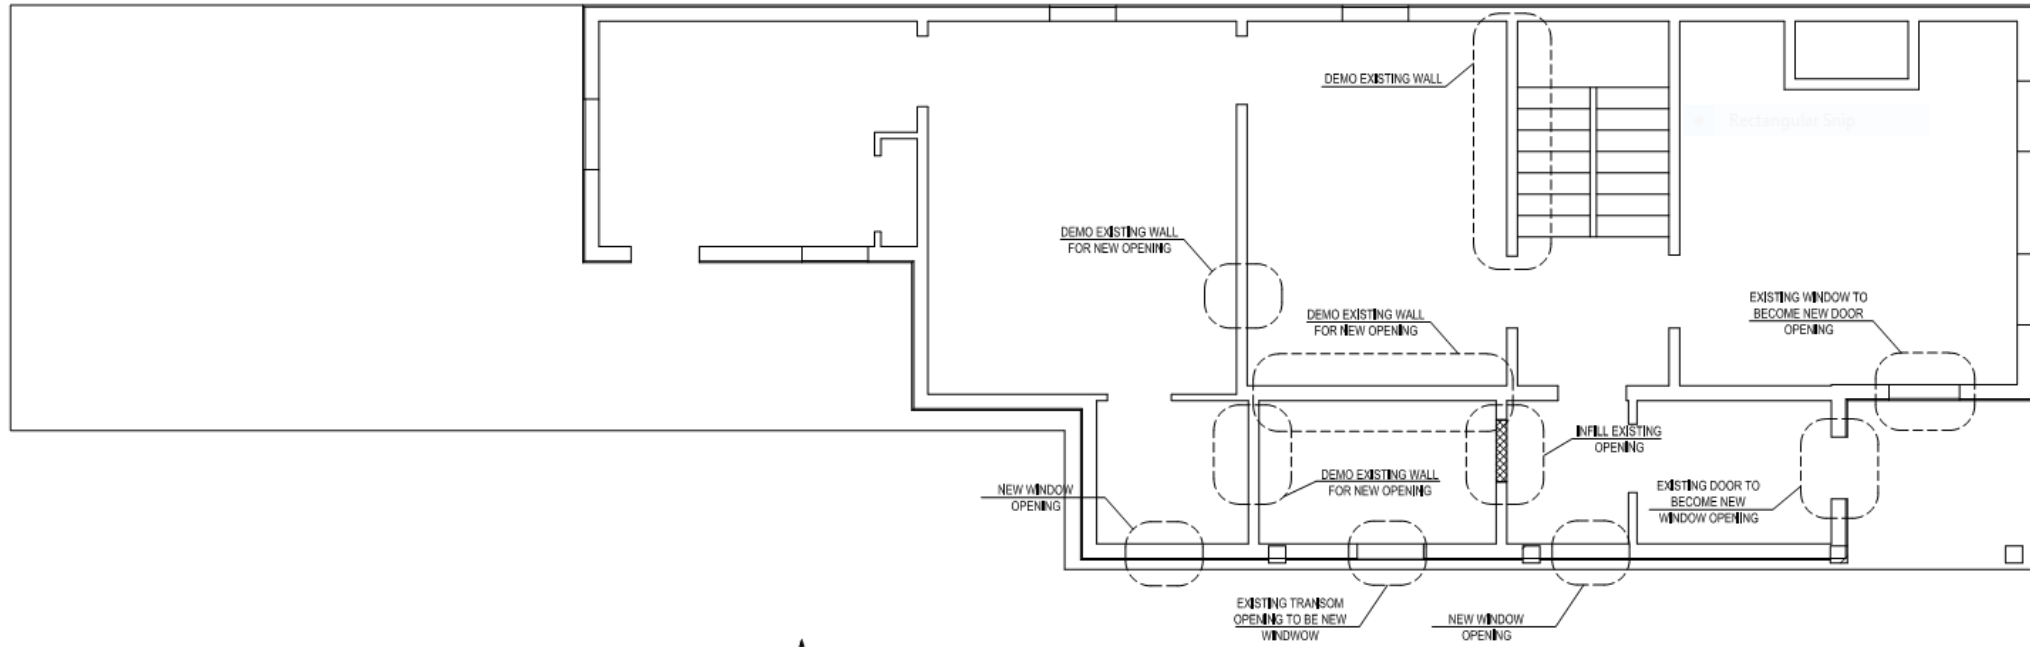 DEMO EXISTING WALL
Rectangular Snip
DEMO EXISTING WALL
FOR NEW OPENING
DEMO EXISTING WALL
FOR NEW OPENING
EXISTING WINDOW TO
BECOME NEW DOOR
OPENING
INFILL EXISTING
OPENING
DEMO EXISTING WALL
FOR NEW OPENING
NEW WINDOW
OPENING
EXISTING DOOR TO
BECOME NEW
WINDOW OPENING
EXISTING TRANSOM
OPENING TO BE NEW
WINDWOW
NEW WINDOW
OPENING